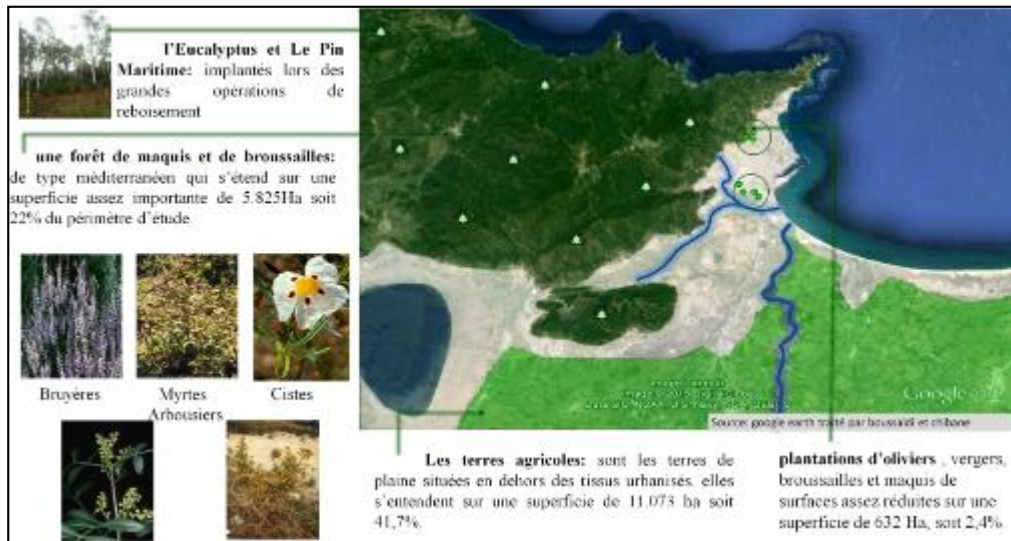 l'Eucalyptus et Le Pin
Maritime: implantés lors des
grandes opérations de
reboisement
une forêt de maquis et de broussailles:
de type méditerranéen qui s'étend sur une
superficie assez importante de 5.825Ha soit
22% du périmètre d'étude.
Bruyères
Myrtes
Arbousiers
Cistes
Google
Source: google earth traité par boussaidi et chibane
Les terres agricoles: sont les terres de
plaine situées en dehors des tissus urbanisés. elles
s'entendent sur une superficie de 11.073 ha soit
41,7%.
plantations d'oliviers , vergers,
broussailles et maquis de
surfaces assez réduites sur une
superficie de 632 Ha, soit 2,4%.